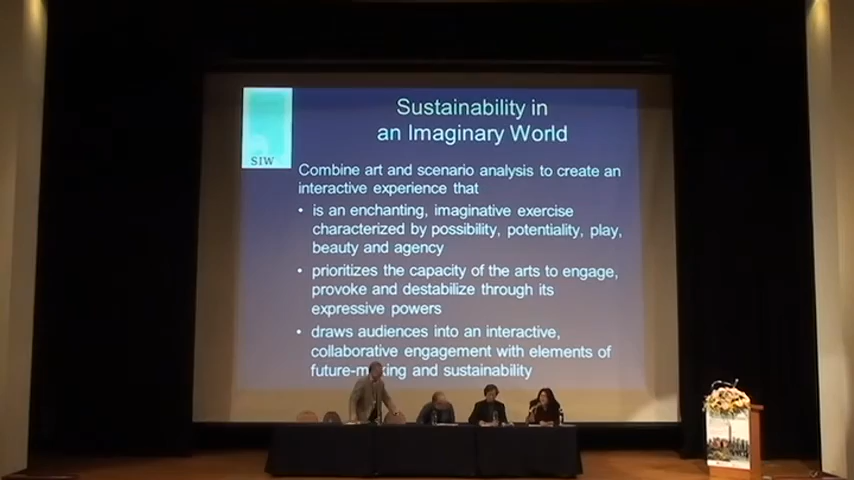 Sustainability in
an Imaginary World
SIW
Combine art and scenario analysis to create an
interactive experience that
• is an enchanting, imaginative exercise
characterized by possibility, potentiality, play,
beauty and agency
• prioritizes the capacity of the arts to engage,
provoke and destabilize through its
expressive powers
• draws audiences into an interactive,
collaborative engagement with elements of
future-making and sustainability